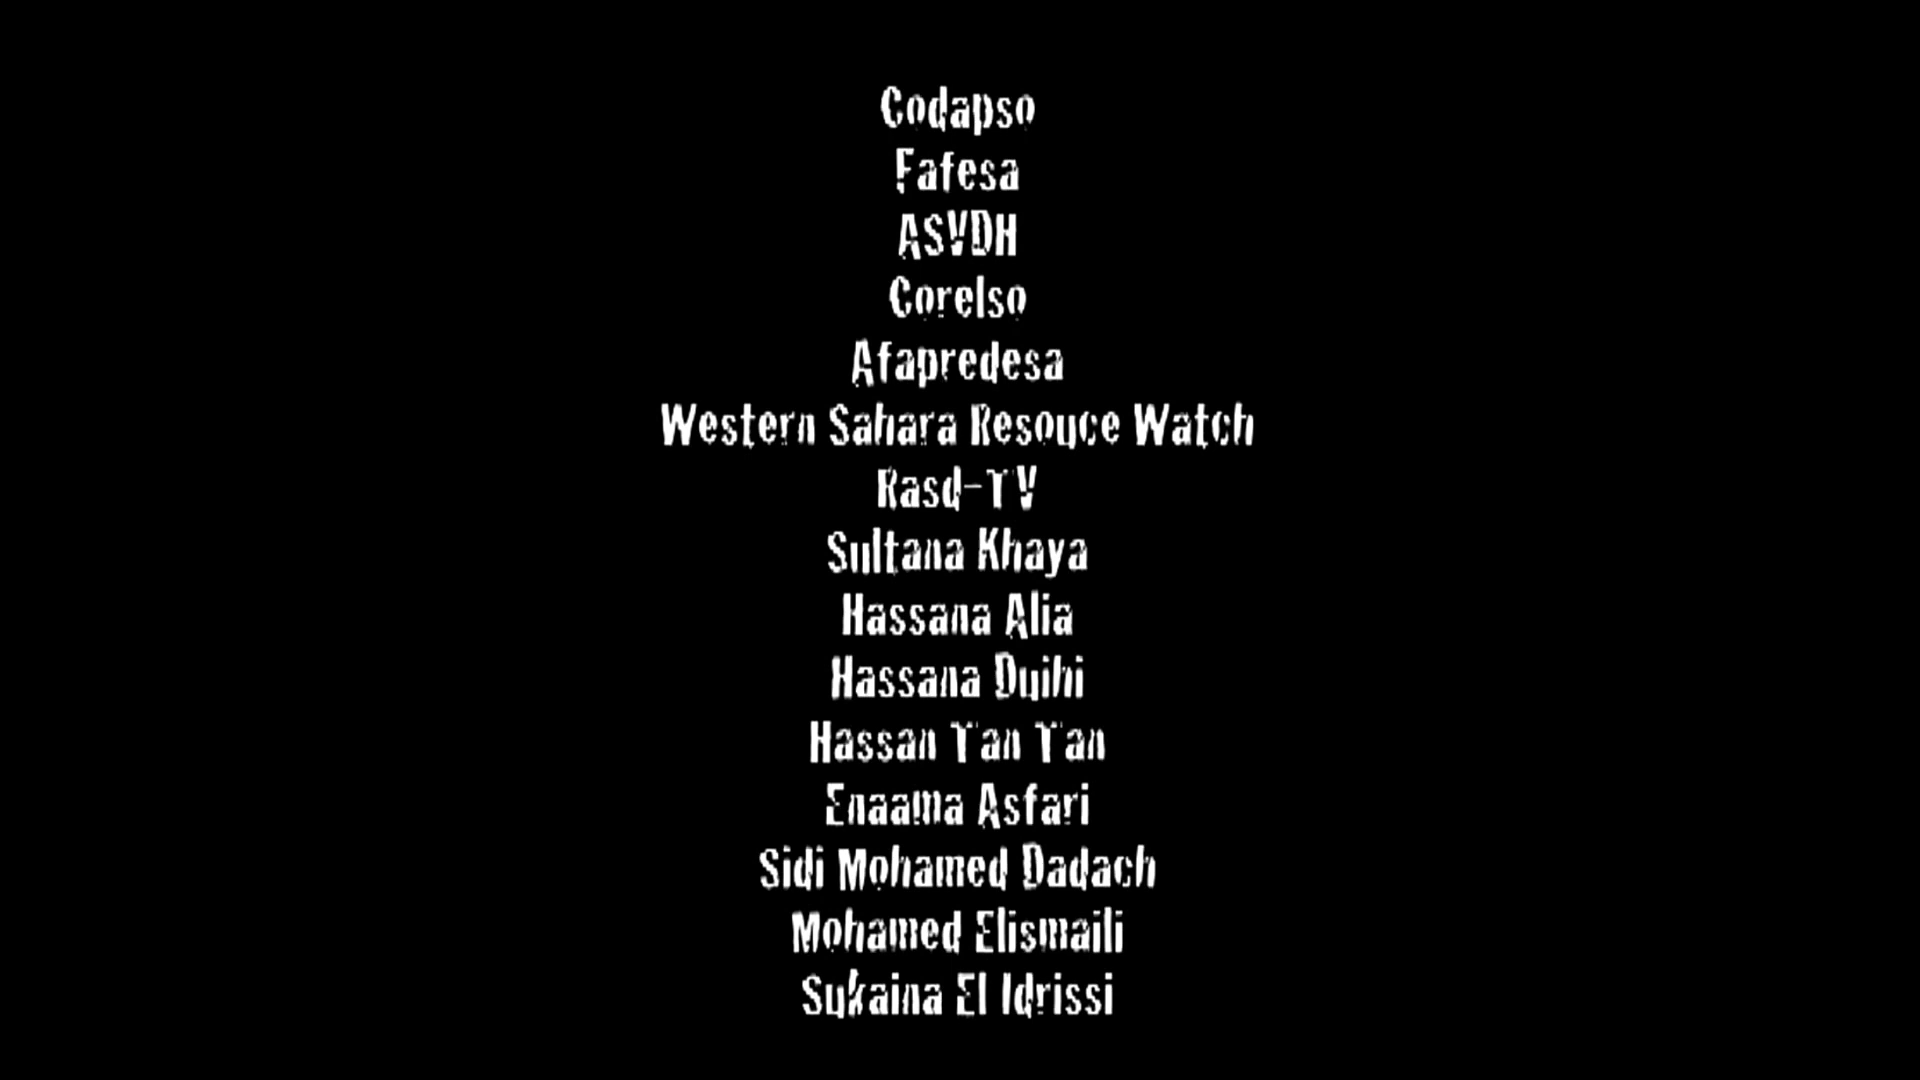 Codapso
Fafesa
ASVDH
Corelso
Afapredesa
Western Sahara Resouce Watch
Rasd-TV
Sultana Khaya
Hassana Alia
Hassana Duihi
Hassan Tan Tan
Enaama Asfari
Sidi Mohamed Dadach
Mohamed Elismaili
Sukaina El Idrissi